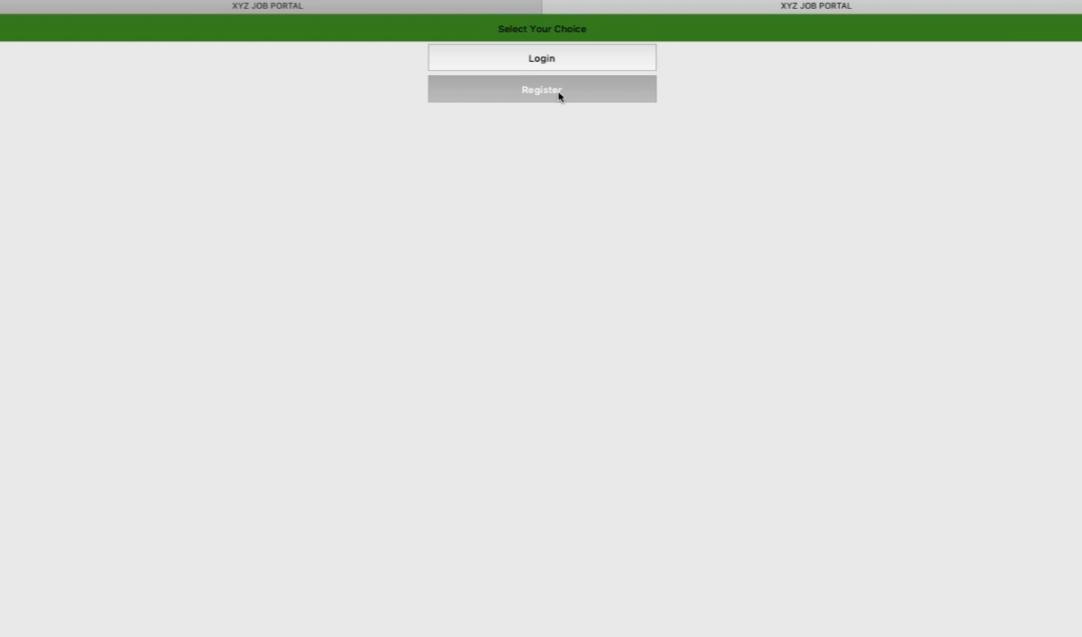 XYZ JOB PORTAL
XYZ JOB PORTAL
Select Your Choice
Login
Register